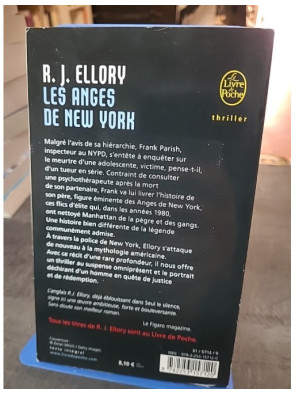 R. J. ELLORY
LES ANGES
DE NEW YORK
Le
Livre
de
Poche
thriller
Malgré l'avis de sa hiérarchie, Frank Parish,
inspecteur au NYPD, s'entête à enquêter sur
le meurtre d'une adolescente, victime, pense-t-il,
d'un tueur en série. Contraint de consulter
une psychothérapeute après la mort
de son partenaire, Frank va lui livrer l'histoire de
son père, figure éminente des Anges de New York,
ces flics d'élite qui, dans les années 1980,
ont nettoyé Manhattan de la pègre et des gangs.
Une histoire bien différente de la légende
communément admise.
À travers la police de New York, Ellory s'attaque
de nouveau à la mythologie américaine.
Avec ce récit d'une rare profondeur, il nous offre
un thriller au suspense omniprésent et le portrait
déchirant d'un homme en quête de justice
et de rédemption.
L'anglais R. J. Ellory, déjà éblouissant dans Seul le silence,
signe ici une œuvre ambitieuse, forte et bouleversante.
Sans doute son meilleur roman.
Le Figaro magazine.
Tous les titres de R. J. Ellory sont au Livre de Poche.
Couverture :
texte intégral
8,10 €
31 / 5712 / 6